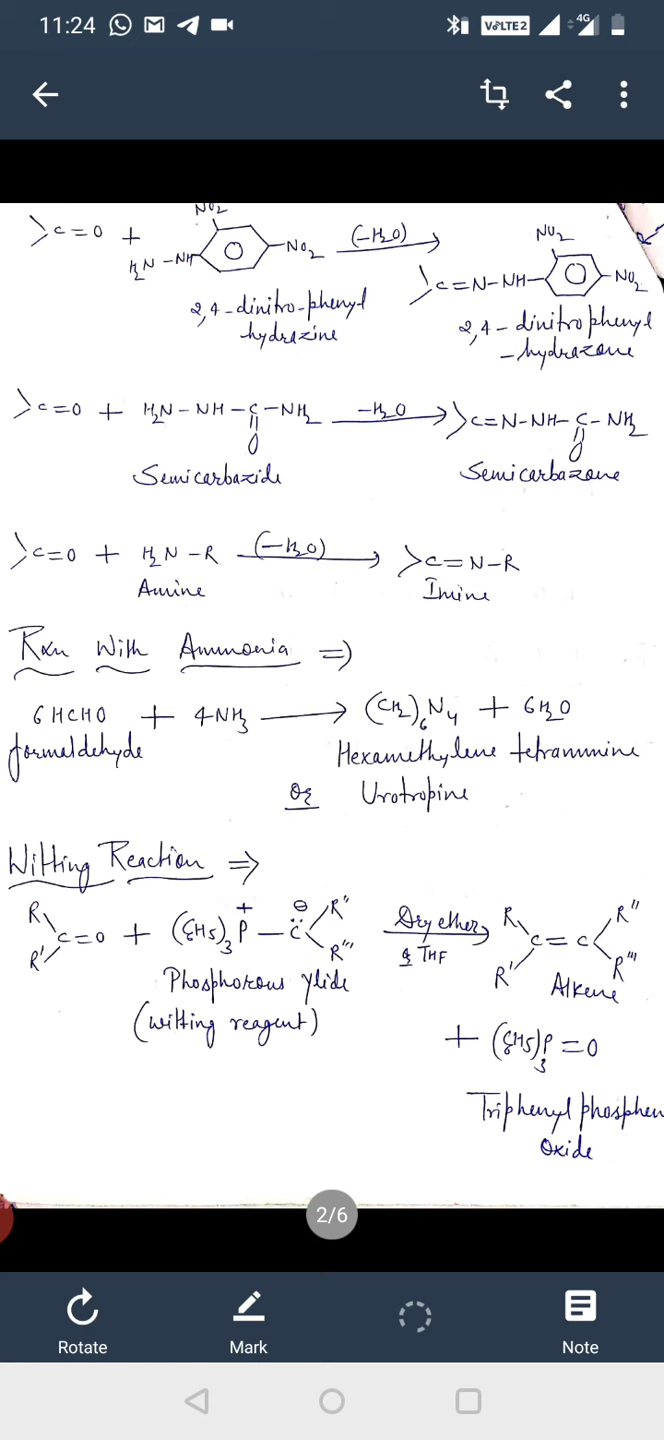 11:24
VoLTE2
4G
NO2
>C=O + H2N-NH- -NO2 (-H2O)→ >C=N-NH- -NO2
NO2
2,4-dinitro-phenyl
hydrazine
2,4-dinitrophenyl
-hydrazone
>C=O + H2N-NH-C-NH2 -H2O→ >C=N-NH-C-NH2
O
O
Semicarbazide
Semicarbazone
>C=O + H2N-R (-H2O)→ >C=N-R
Amine
Imine
Rxn With Ammonia ⇒
6HCHO + 4NH3 → (CH2)6N4 + 6H2O
formaldehyde
Hexamethylene tetrammine
Or Urotropine
Witting Reaction ⇒
R R' C=O + (C6H5)3 P+ - C⊖ R' R''' Dry ether→ R R' C=C R'' R'''
& THF
Phosphorous ylide
Alkene
(witting reagent)
+ (C6H5)3P=O
Triphenyl phosphen
Oxide
2/6
Rotate
Mark
Note